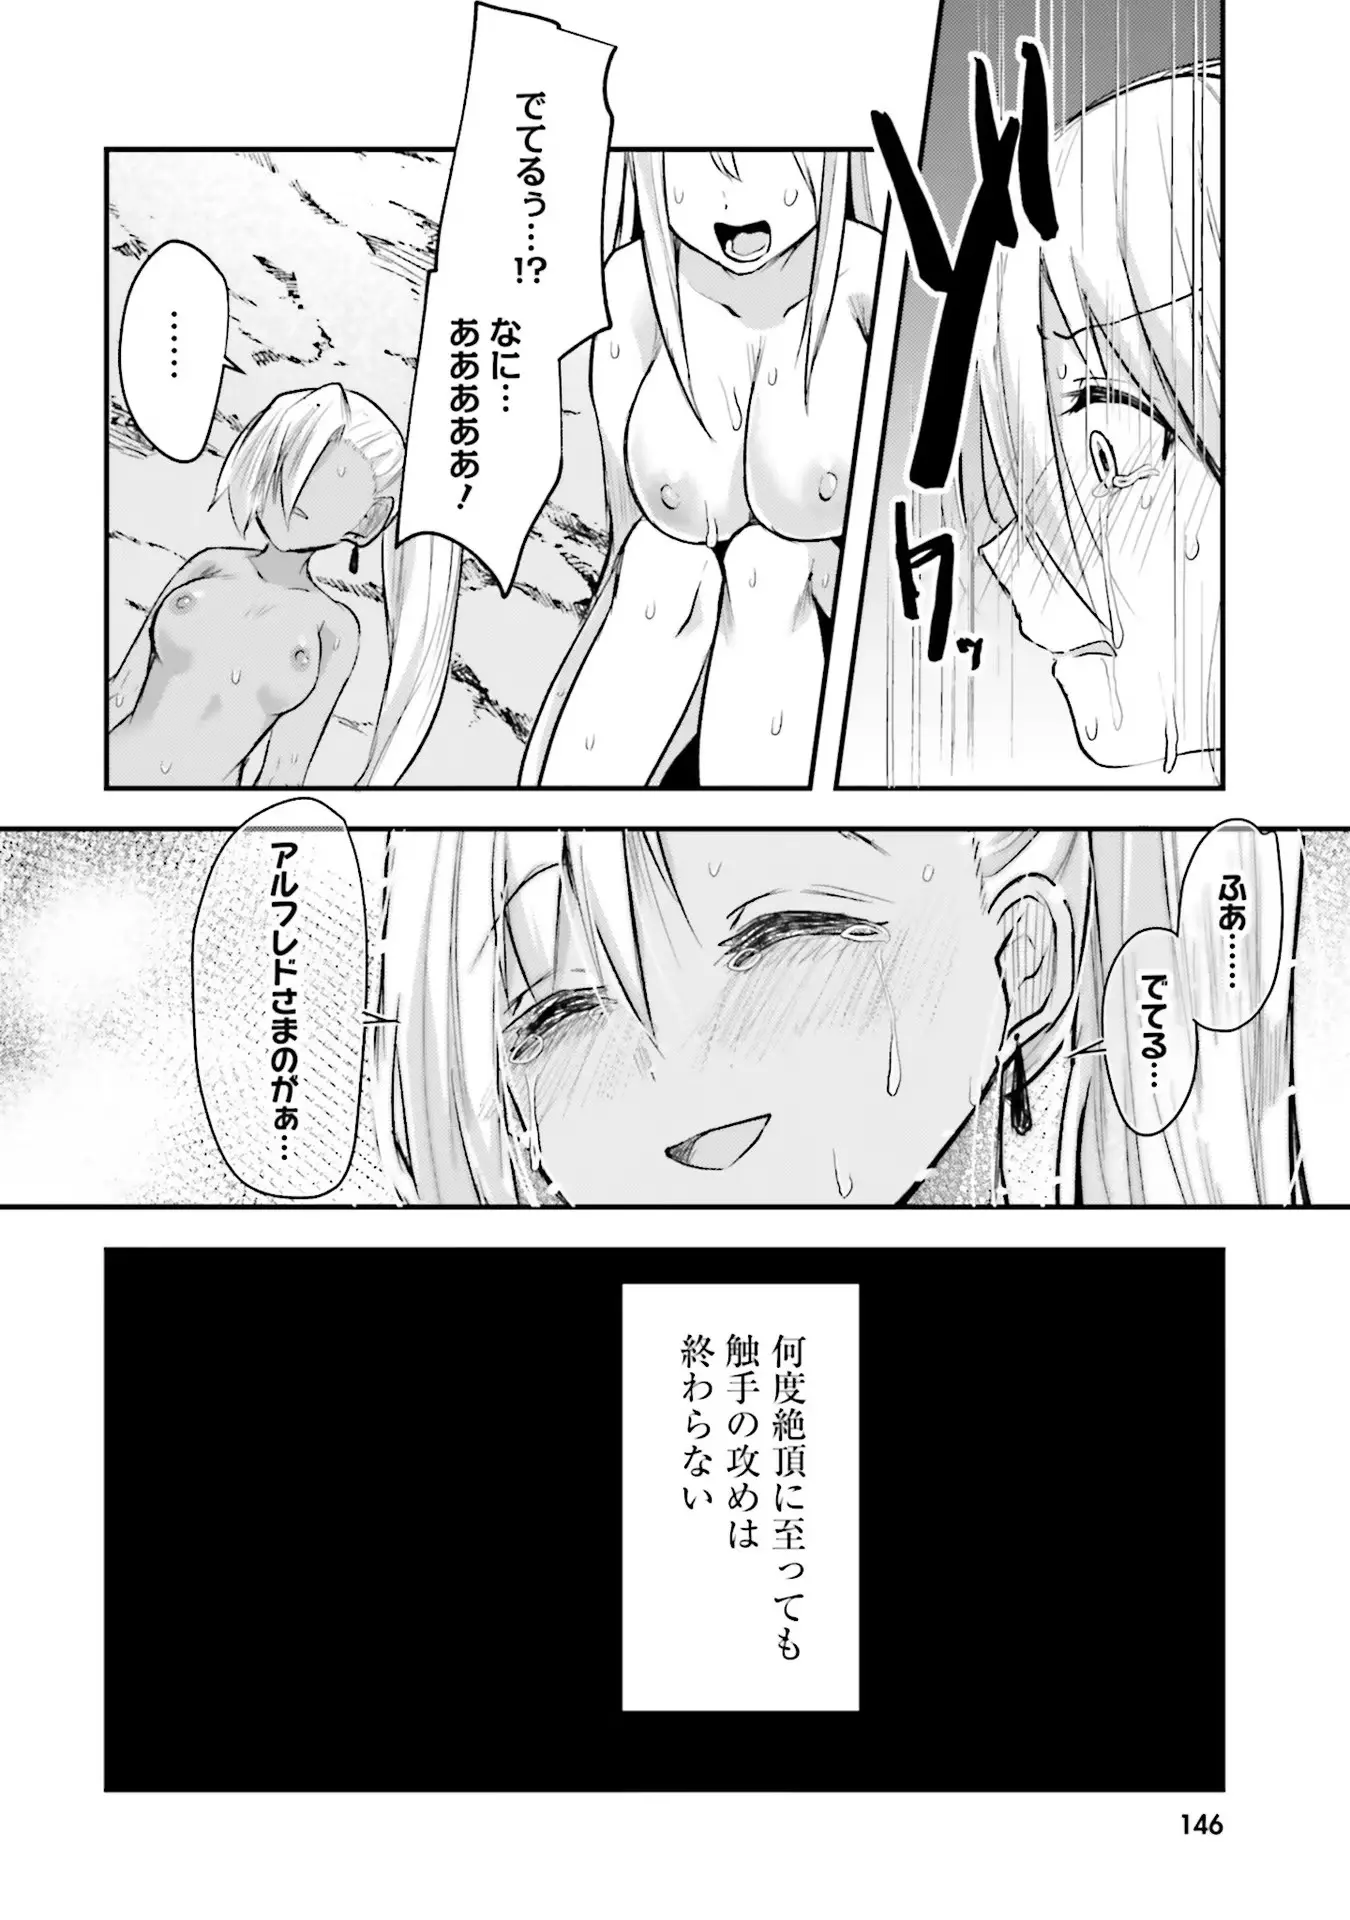 でてるぅ…!?
なに…
あああああ！
……
ふあ……
でてる…
アルフレドさまのがぁ…
何度絶頂に至っても
触手の攻めは
終わらない
146